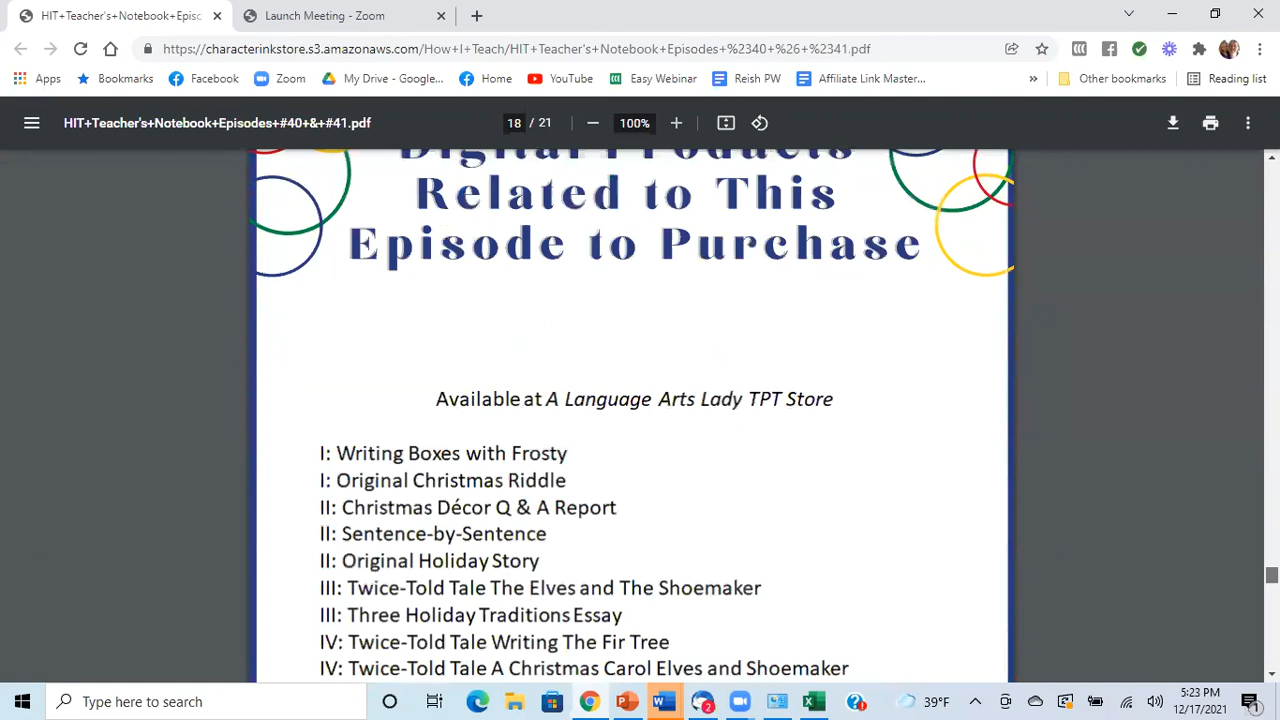 HIT+Teacher's+Notebook+Episc
Launch Meeting - Zoom
https://characterinkstore.s3.amazonaws.com/How+I+Teach/HIT+Teacher's+Notebook+Episodes+%2340+%26+%2341.pdf
Apps
Bookmarks
Facebook
Zoom
My Drive - Google...
Home
YouTube
Easy Webinar
Reish PW
Affiliate Link Master...
»
Other bookmarks
Reading list
HIT+Teacher's+Notebook+Episodes+#40+&+#41.pdf
18 / 21
100%
Digital Products
Related to This
Episode to Purchase
Available at A Language Arts Lady TPT Store
I: Writing Boxes with Frosty
I: Original Christmas Riddle
II: Christmas Décor Q & A Report
II: Sentence-by-Sentence
II: Original Holiday Story
III: Twice-Told Tale The Elves and The Shoemaker
III: Three Holiday Traditions Essay
IV: Twice-Told Tale Writing The Fir Tree
IV: Twice-Told Tale A Christmas Carol Elves and Shoemaker
Type here to search
2
39°F
5:23 PM
12/17/2021
1